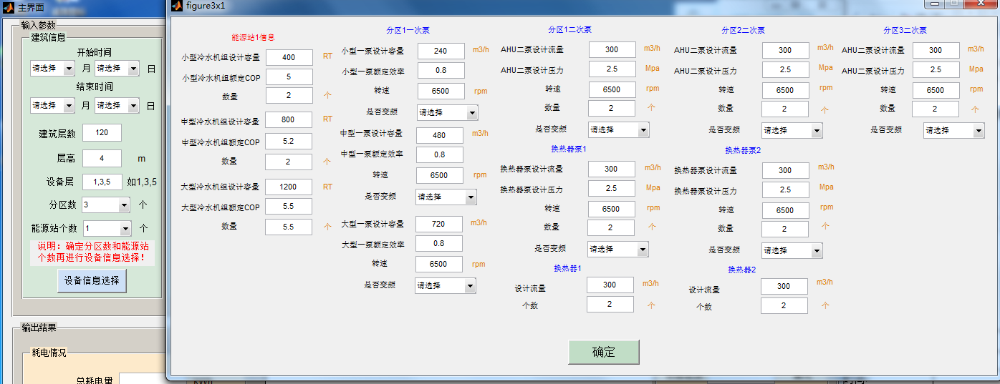 主界面
输入参数
建筑信息
开始时间
请选择 月 请选择 日
结束时间
请选择 月 请选择 日
建筑层数 120
层高 4 m
设备层 1,3,5 如1,3,5
分区数 3 个
能源站个数 1 个
说明：确定分区数和能源站
个数再进行设备信息选择！
设备信息选择
输出结果
耗电情况
总耗电量
figure3x1
能源站1信息
小型冷水机组设计容量 400 RT
小型冷水机组额定COP 5
数量 2 个
中型冷水机组设计容量 800 RT
中型冷水机组额定COP 5.2
数量 2 个
大型冷水机组设计容量 1200 RT
大型冷水机组额定COP 5.5
数量 5.5 个
分区1一次泵
小型一泵设计容量 240 m3/h
小型一泵额定效率 0.8
转速 6500 rpm
是否变频 请选择
中型一泵设计容量 480 m3/h
中型一泵额定效率 0.8
转速 6500 rpm
是否变频 请选择
大型一泵设计容量 720 m3/h
大型一泵额定效率 0.8
转速 6500 rpm
是否变频 请选择
分区1二次泵
AHU二泵设计流量 300 m3/h
AHU二泵设计压力 2.5 Mpa
转速 6500 rpm
数量 2 个
是否变频 请选择
换热器泵1
换热器泵设计流量 300 m3/h
换热器泵设计压力 2.5 Mpa
转速 6500 rpm
数量 2 个
是否变频 请选择
换热器1
设计流量 300 m3/h
个数 2 个
分区2二次泵
AHU二泵设计流量 300 m3/h
AHU二泵设计压力 2.5 Mpa
转速 6500 rpm
数量 2 个
是否变频 请选择
换热器泵2
换热器泵设计流量 300 m3/h
换热器泵设计压力 2.5 Mpa
转速 6500 rpm
数量 2 个
是否变频 请选择
换热器2
设计流量 300 m3/h
个数 2 个
分区3二次泵
AHU二泵设计流量 300 m3/h
AHU二泵设计压力 2.5 Mpa
转速 6500 rpm
数量 2 个
是否变频 请选择
确定